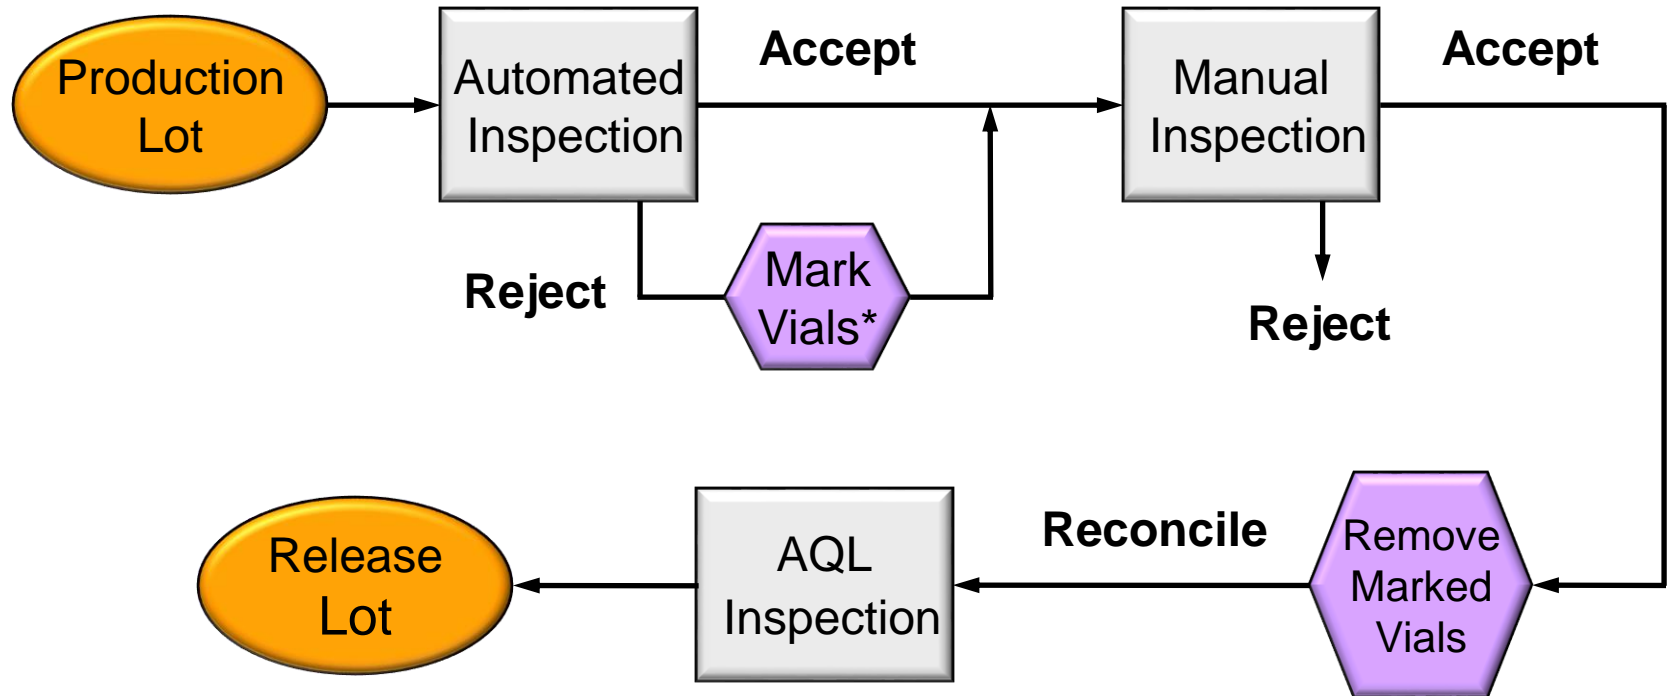 Production
Lot
Automated
Inspection
Accept
Manual
Inspection
Accept
Reject
Mark
Vials*
Reject
Release
Lot
AQL
Inspection
Reconcile
Remove
Marked
Vials